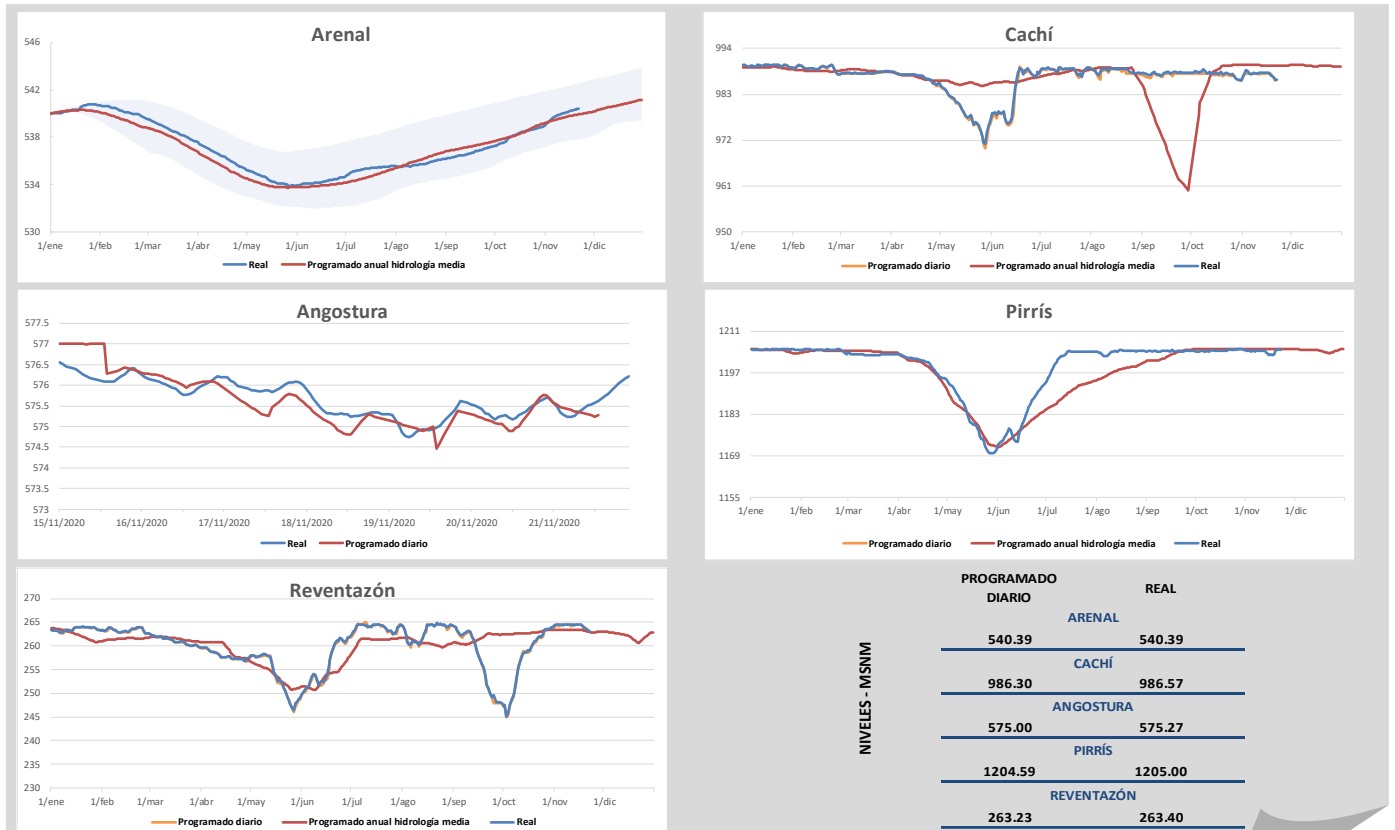 Arenal
546
542
538
534
530
1/ene 1/feb 1/mar 1/abr 1/may 1/jun 1/jul 1/ago 1/sep 1/oct 1/nov 1/dic
Real Programado anual hidrología media
Cachí
994
983
972
961
950
1/ene 1/feb 1/mar 1/abr 1/may 1/jun 1/jul 1/ago 1/sep 1/oct 1/nov 1/dic
Programado diario Programado anual hidrología media Real
Angostura
577.5
577
576.5
576
575.5
575
574.5
574
573.5
573
15/11/2020 16/11/2020 17/11/2020 18/11/2020 19/11/2020 20/11/2020 21/11/2020
Real Programado diario
Pirrís
1211
1197
1183
1169
1155
1/ene 1/feb 1/mar 1/abr 1/may 1/jun 1/jul 1/ago 1/sep 1/oct 1/nov 1/dic
Programado diario Programado anual hidrología media Real
Reventazón
270
265
260
255
250
245
240
235
230
1/ene 1/feb 1/mar 1/abr 1/may 1/jun 1/jul 1/ago 1/sep 1/oct 1/nov 1/dic
Programado diario Programado anual hidrología media Real
NIVELES - MSNM
PROGRAMADO
DIARIO
REAL
ARENAL
540.39 540.39
CACHÍ
986.30 986.57
ANGOSTURA
575.00 575.27
PIRRÍS
1204.59 1205.00
REVENTAZÓN
263.23 263.40